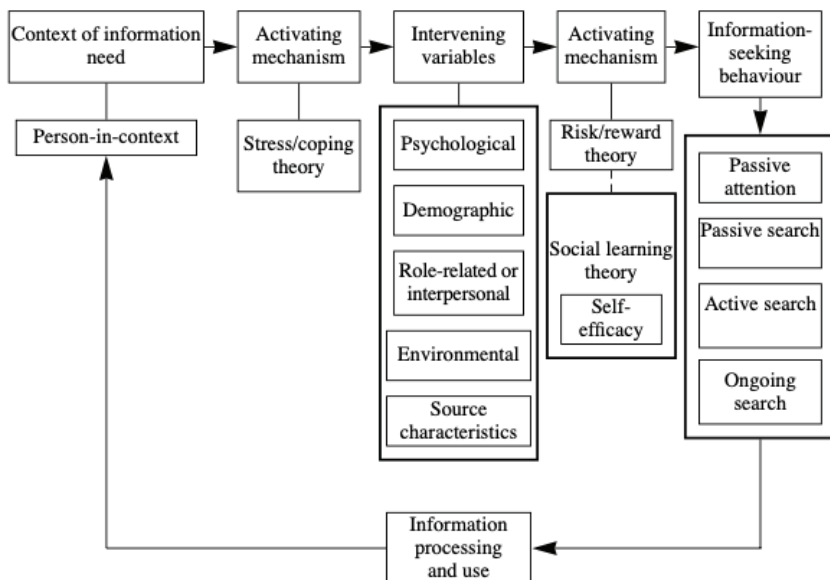 Context of information
need
Activating
mechanism
Intervening
variables
Activating
mechanism
Information-
seeking
behaviour
Person-in-context
Stress/coping
theory
Psychological
Demographic
Role-related or
interpersonal
Environmental
Source
characteristics
Risk/reward
theory
Social learning
theory
Self-
efficacy
Passive
attention
Passive search
Active search
Ongoing
search
Information
processing
and use